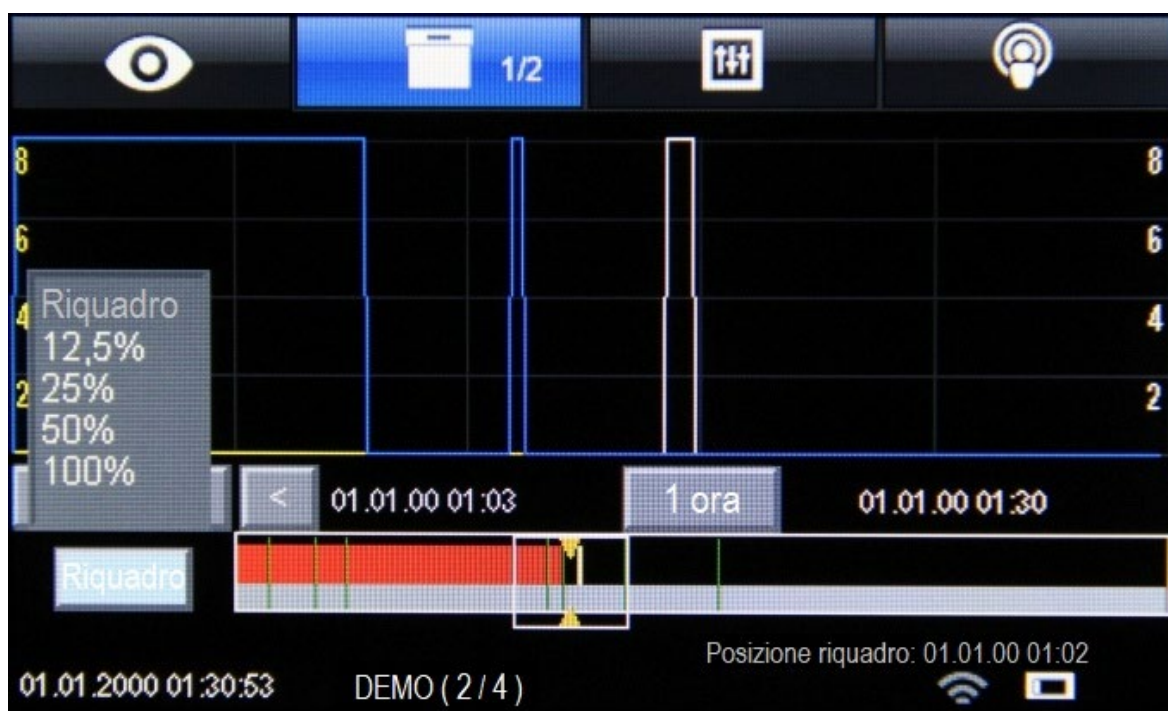 1/2
8 8
6 6
Riquadro
4 4
12,5%
2 25% 2
50%
100%
< 01.01.00 01:03 1 ora 01.01.00 01:30
Riquadro
Posizione riquadro: 01.01.00 01:02
01.01.2000 01:30:53 DEMO ( 2 / 4 )